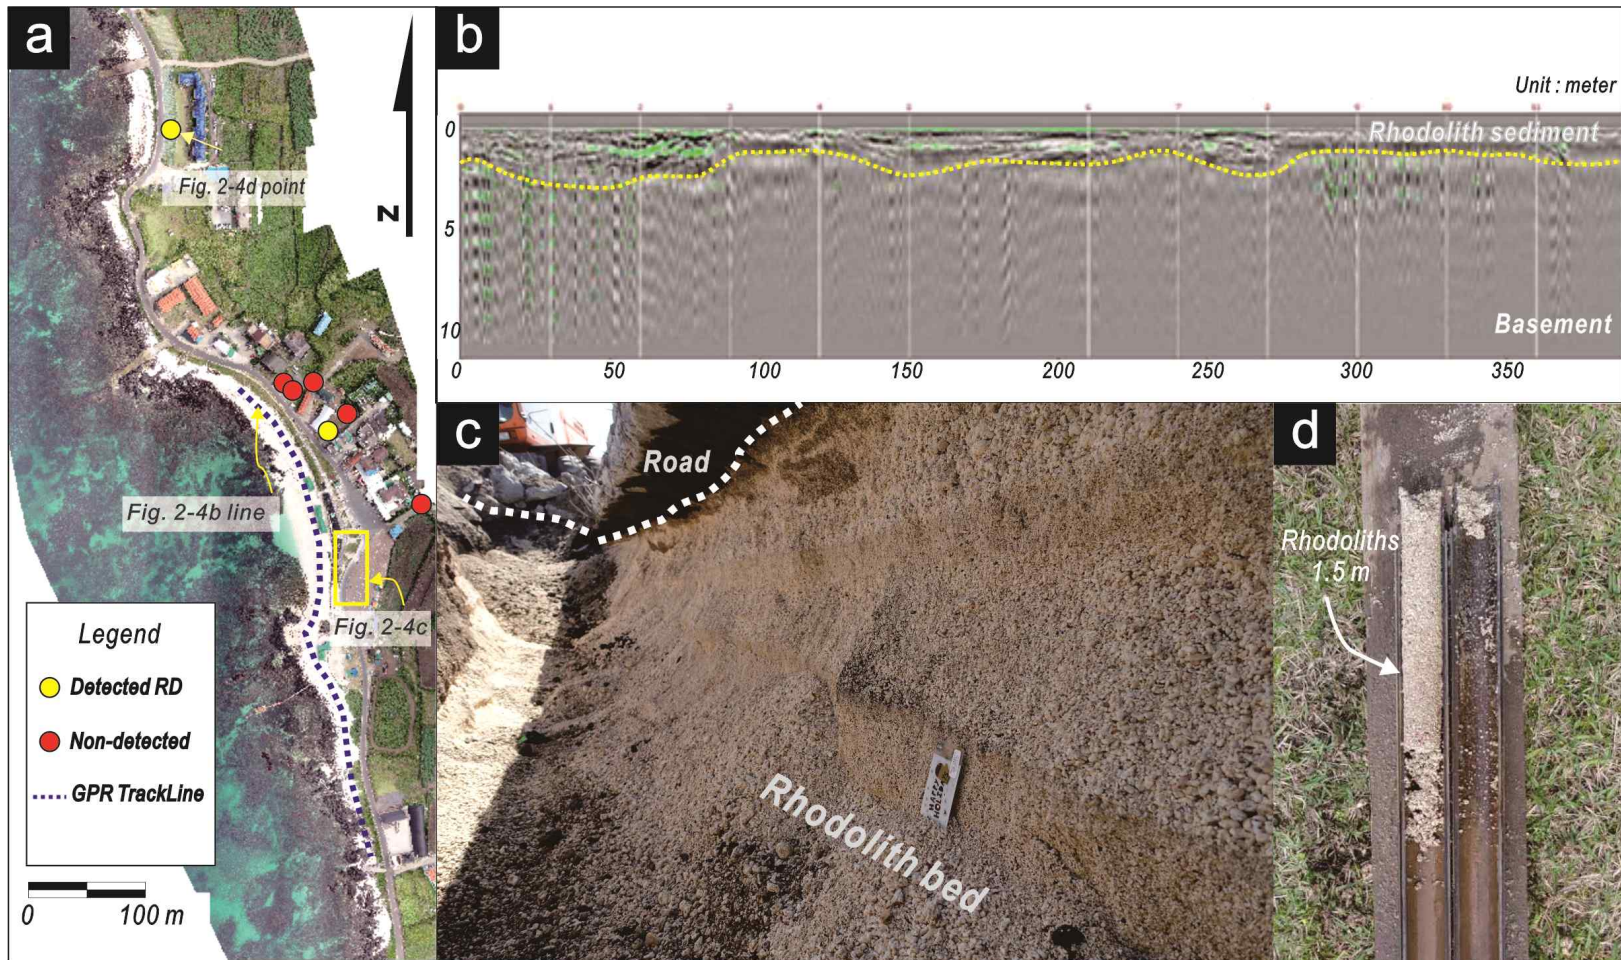 a
Fig. 2-4d point
N
Fig. 2-4b line
Fig. 2-4c
Legend
Detected RD
Non-detected
GPR TrackLine
0 100 m
b
Unit : meter
0
5
10
Rhodolith sediment
Basement
0 50 100 150 200 250 300 350
c
Road
Rhodolith bed
d
Rhodoliths
1.5 m